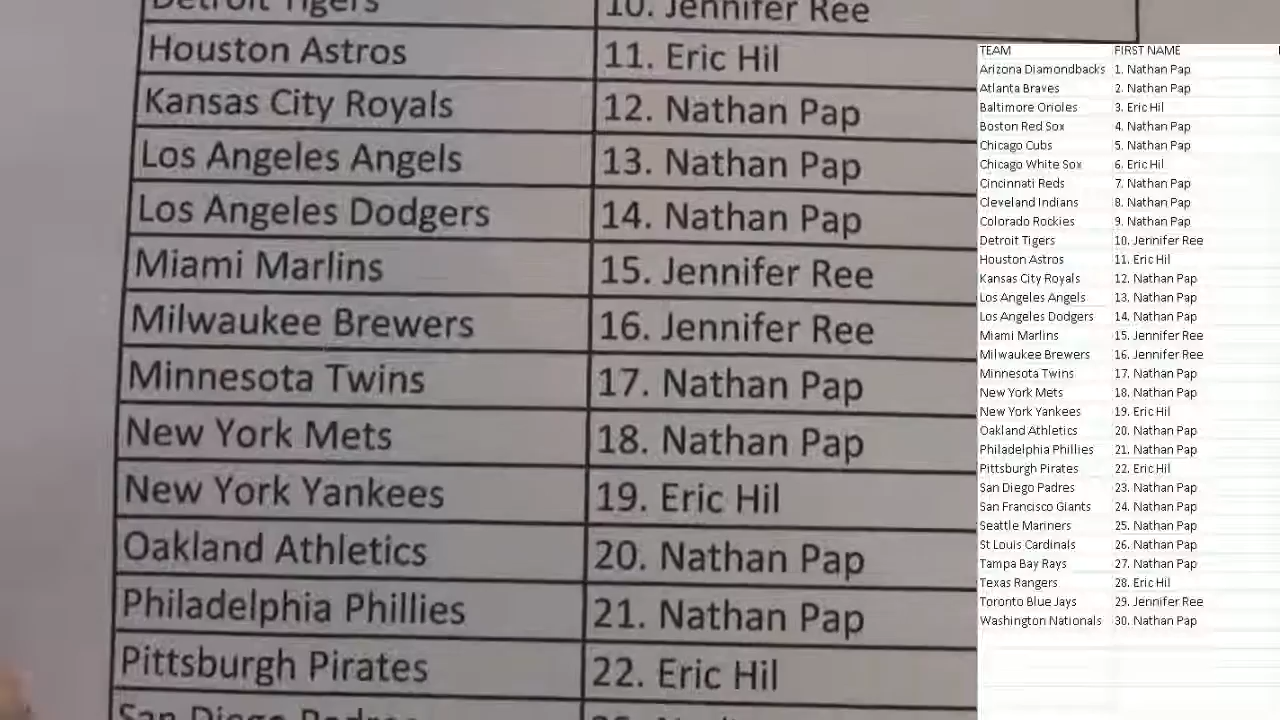 Detroit Tigers 10. Jennifer Ree
Houston Astros 11. Eric Hil
Kansas City Royals 12. Nathan Pap
Los Angeles Angels 13. Nathan Pap
Los Angeles Dodgers 14. Nathan Pap
Miami Marlins 15. Jennifer Ree
Milwaukee Brewers 16. Jennifer Ree
Minnesota Twins 17. Nathan Pap
New York Mets 18. Nathan Pap
New York Yankees 19. Eric Hil
Oakland Athletics 20. Nathan Pap
Philadelphia Phillies 21. Nathan Pap
Pittsburgh Pirates 22. Eric Hil
San Diego Padres
TEAM FIRST NAME
Arizona Diamondbacks 1. Nathan Pap
Atlanta Braves 2. Nathan Pap
Baltimore Orioles 3. Eric Hil
Boston Red Sox 4. Nathan Pap
Chicago Cubs 5. Nathan Pap
Chicago White Sox 6. Eric Hil
Cincinnati Reds 7. Nathan Pap
Cleveland Indians 8. Nathan Pap
Colorado Rockies 9. Nathan Pap
Detroit Tigers 10. Jennifer Ree
Houston Astros 11. Eric Hil
Kansas City Royals 12. Nathan Pap
Los Angeles Angels 13. Nathan Pap
Los Angeles Dodgers 14. Nathan Pap
Miami Marlins 15. Jennifer Ree
Milwaukee Brewers 16. Jennifer Ree
Minnesota Twins 17. Nathan Pap
New York Mets 18. Nathan Pap
New York Yankees 19. Eric Hil
Oakland Athletics 20. Nathan Pap
Philadelphia Phillies 21. Nathan Pap
Pittsburgh Pirates 22. Eric Hil
San Diego Padres 23. Nathan Pap
San Francisco Giants 24. Nathan Pap
Seattle Mariners 25. Nathan Pap
St Louis Cardinals 26. Nathan Pap
Tampa Bay Rays 27. Nathan Pap
Texas Rangers 28. Eric Hil
Toronto Blue Jays 29. Jennifer Ree
Washington Nationals 30. Nathan Pap